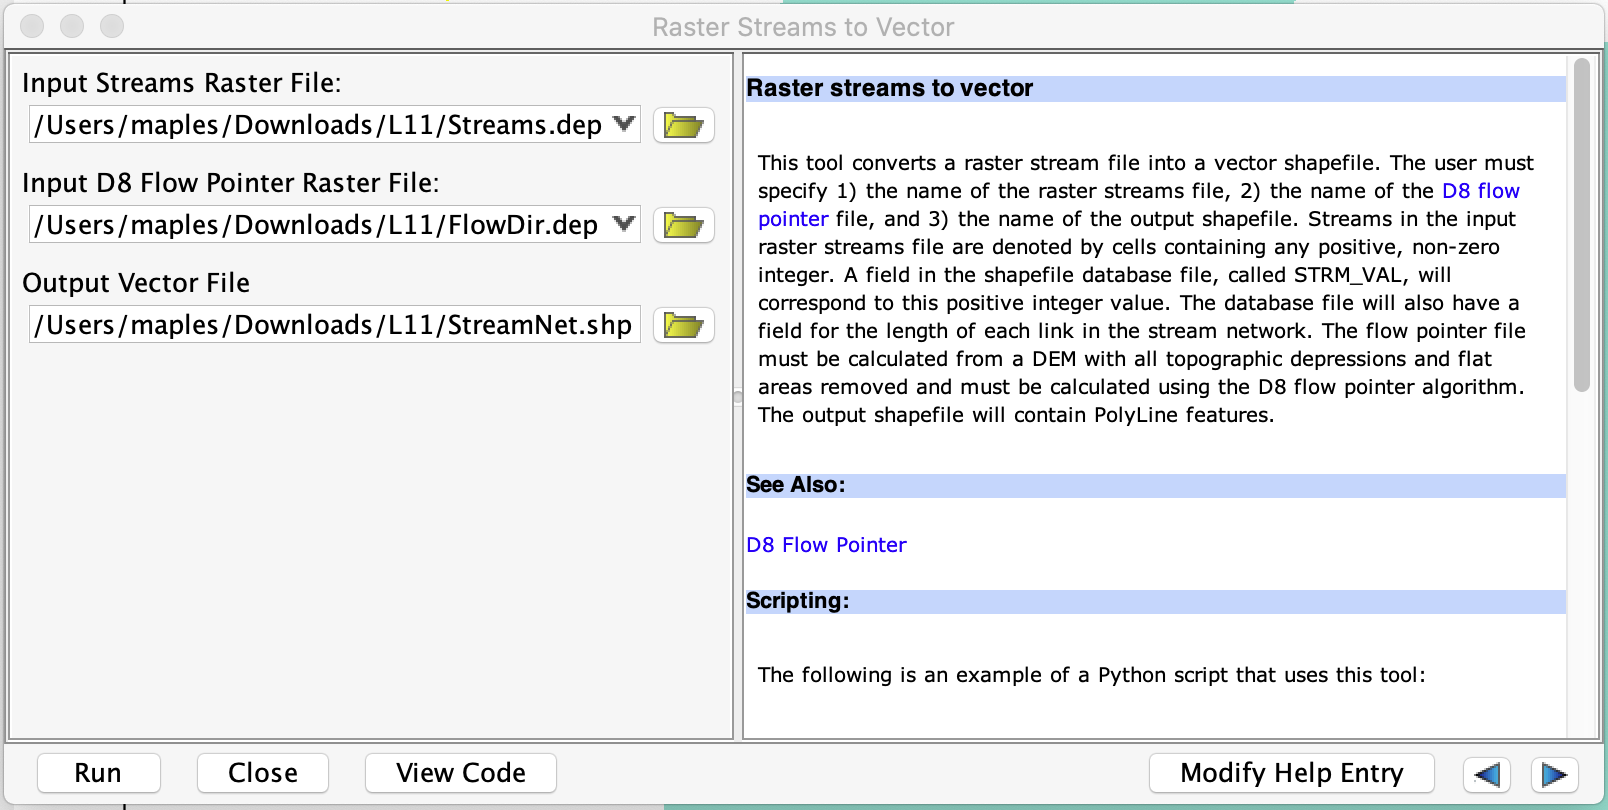 Raster Streams to Vector
Input Streams Raster File:
/Users/maples/Downloads/L11/Streams.dep
Input D8 Flow Pointer Raster File:
/Users/maples/Downloads/L11/FlowDir.dep
Output Vector File
/Users/maples/Downloads/L11/StreamNet.shp
Raster streams to vector
This tool converts a raster stream file into a vector shapefile. The user must
specify 1) the name of the raster streams file, 2) the name of the D8 flow
pointer file, and 3) the name of the output shapefile. Streams in the input
raster streams file are denoted by cells containing any positive, non-zero
integer. A field in the shapefile database file, called STRM_VAL, will
correspond to this positive integer value. The database file will also have a
field for the length of each link in the stream network. The flow pointer file
must be calculated from a DEM with all topographic depressions and flat
areas removed and must be calculated using the D8 flow pointer algorithm.
The output shapefile will contain PolyLine features.
See Also:
D8 Flow Pointer
Scripting:
The following is an example of a Python script that uses this tool:
Run
Close
View Code
Modify Help Entry